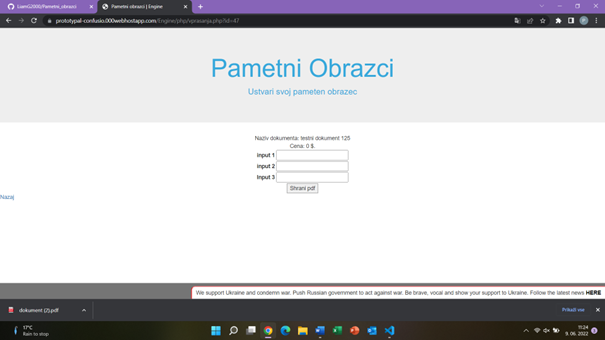 IzamG2000/Pametni_obrazci
Pametni obrazci | Engine
prototypal-confusio.000webhostapp.com/Engine/php/vprasanja.php?id=47
Pametni Obrazci
Ustvari svoj pameten obrazec
Naziv dokumenta: testni dokument 125
Cena: 0 $.
input 1
input 2
Input 3
Shrani pdf
Nazaj
We support Ukraine and condemn war. Push Russian government to act against war. Be brave, vocal and show your support to Ukraine. Follow the latest news HERE
dokument (2).pdf
Prikaži vse
17°C
Rain to stop
11:24
9. 06. 2022